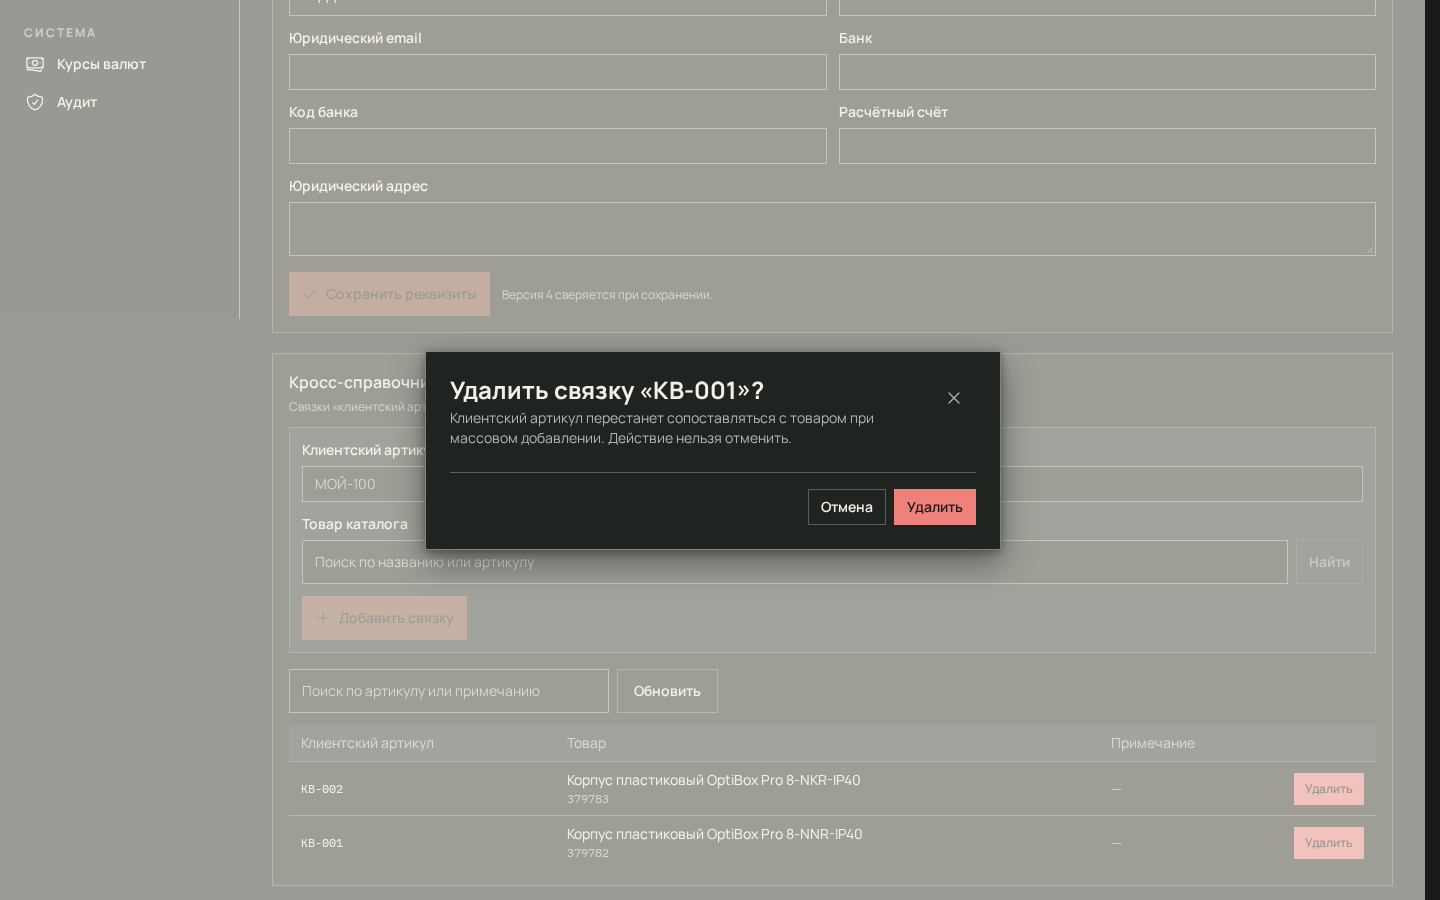 СИСТЕМА
Курсы валют
Аудит
Юридический email
Банк
Код банка
Расчётный счёт
Юридический адрес
Сохранить реквизиты
Версия 4 сверяется при сохранении.
Кросс-справочни
Связки «клиентский арт
Удалить связку «КВ-001»?
Клиентский артикул перестанет сопоставляться с товаром при
массовом добавлении. Действие нельзя отменить.
Отмена
Удалить
Клиентский артик
МОЙ-100
Товар каталога
Поиск по названию или артикулу
Найти
Добавить связку
Поиск по артикулу или примечанию
Обновить
Клиентский артикул
Товар
Примечание
КВ-002
Корпус пластиковый OptiBox Pro 8-NKR-IP40
379783
—
Удалить
КВ-001
Корпус пластиковый OptiBox Pro 8-NNR-IP40
379782
—
Удалить